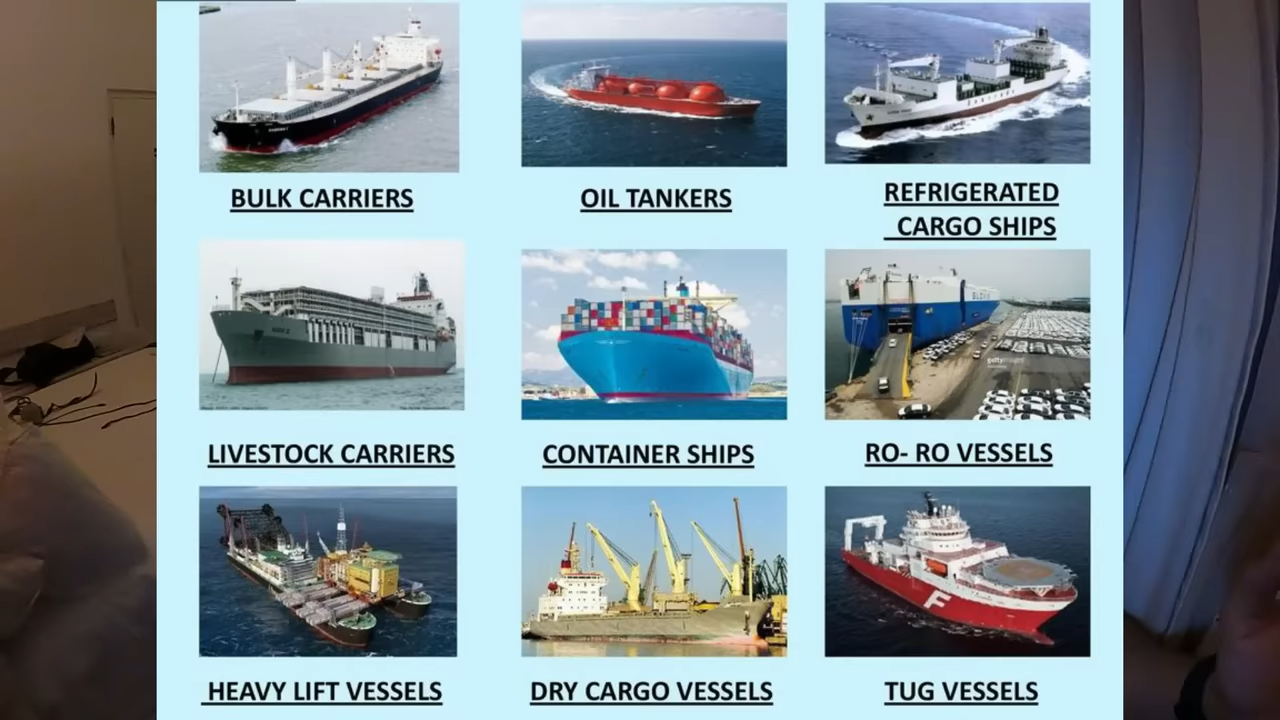 BULK CARRIERS
OIL TANKERS
REFRIGERATED
CARGO SHIPS
LIVESTOCK CARRIERS
CONTAINER SHIPS
RO- RO VESSELS
HEAVY LIFT VESSELS
DRY CARGO VESSELS
TUG VESSELS
gettyimages
F